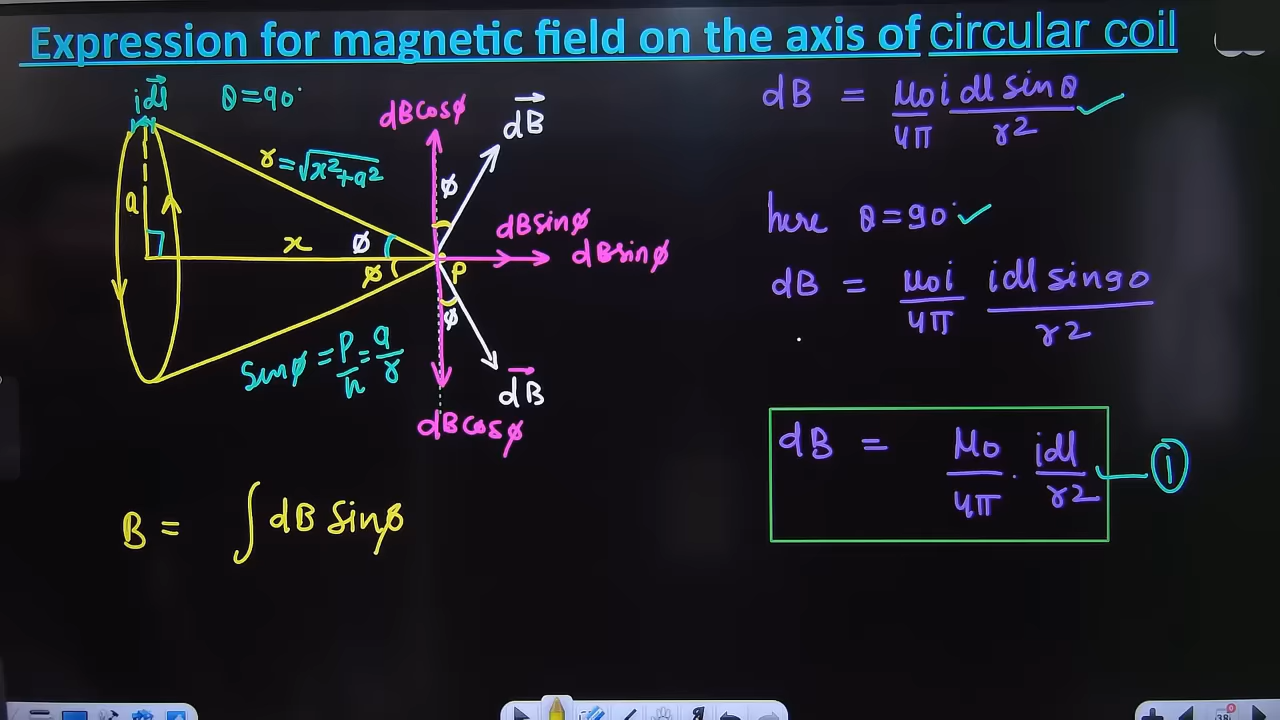 Expression for magnetic field on the axis of circular coil
idl→ θ=90°
r=√x²+a²
a
x
φ
φ
P
dBcosφ
dB→
φ
dBsinφ
dBsinφ
φ
dB→
dBcosφ
sinφ = P/h = a/r
B = ∫ dB sinφ
dB = μ0i dl sinθ / 4π r2
here θ=90°
dB = μ0i / 4π idl sin90 / r2
dB = μ0 / 4π . idl / r2 — 1
38